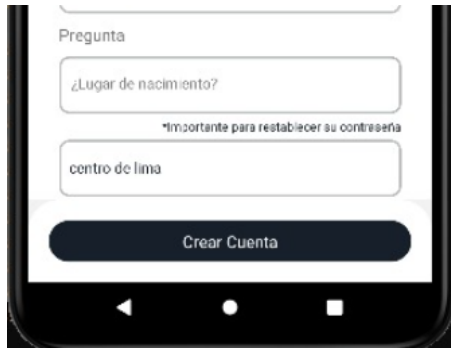 Pregunta
¿Lugar de nacimiento?
*Importante para restablecer su contraseña
centro de lima
Crear Cuenta